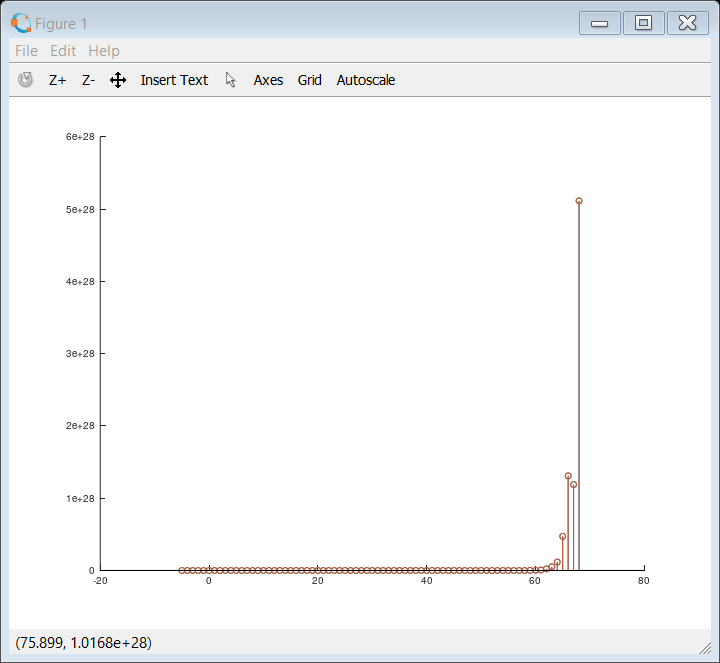 Figure 1
File Edit Help
Z+ Z- Insert Text Axes Grid Autoscale
6e+28
5e+28
4e+28
3e+28
2e+28
1e+28
0
-20 0 20 40 60 80
(75.899, 1.0168e+28)